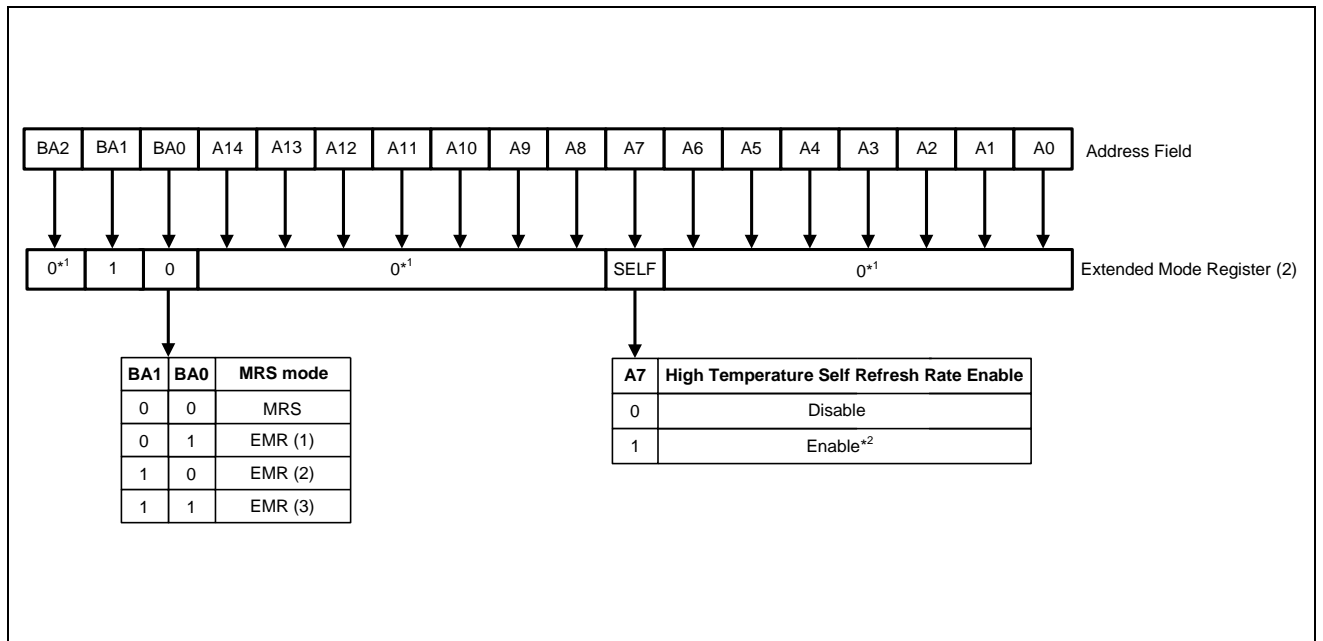 BA2 BA1 BA0 A14 A13 A12 A11 A10 A9 A8 A7 A6 A5 A4 A3 A2 A1 A0 Address Field
0*1 1 0 0*1 SELF 0*1 Extended Mode Register (2)
BA1 BA0 MRS mode
0 0 MRS
0 1 EMR (1)
1 0 EMR (2)
1 1 EMR (3)
A7 High Temperature Self Refresh Rate Enable
0 Disable
1 Enable*2